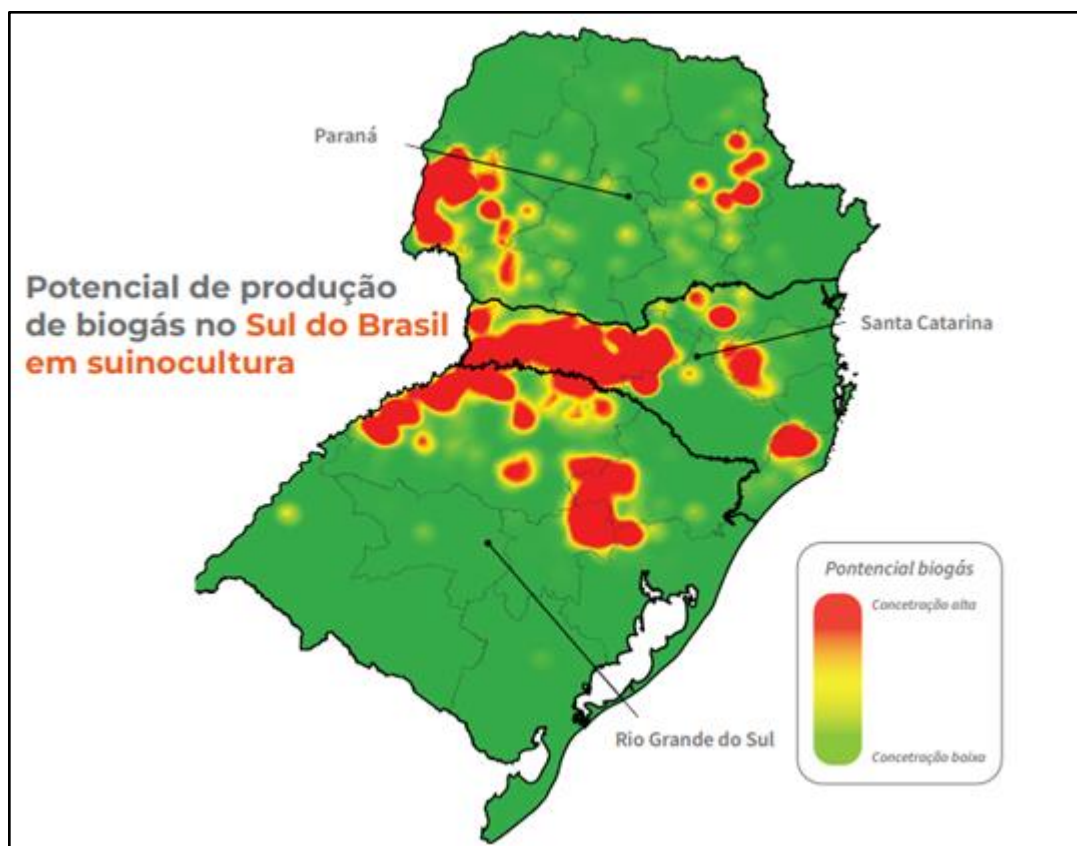 Paraná
Potencial de produção
de biogás no Sul do Brasil
em suinocultura
Santa Catarina
Pontencial biogás
Concetração alta
Rio Grande do Sul
Concetração baixa